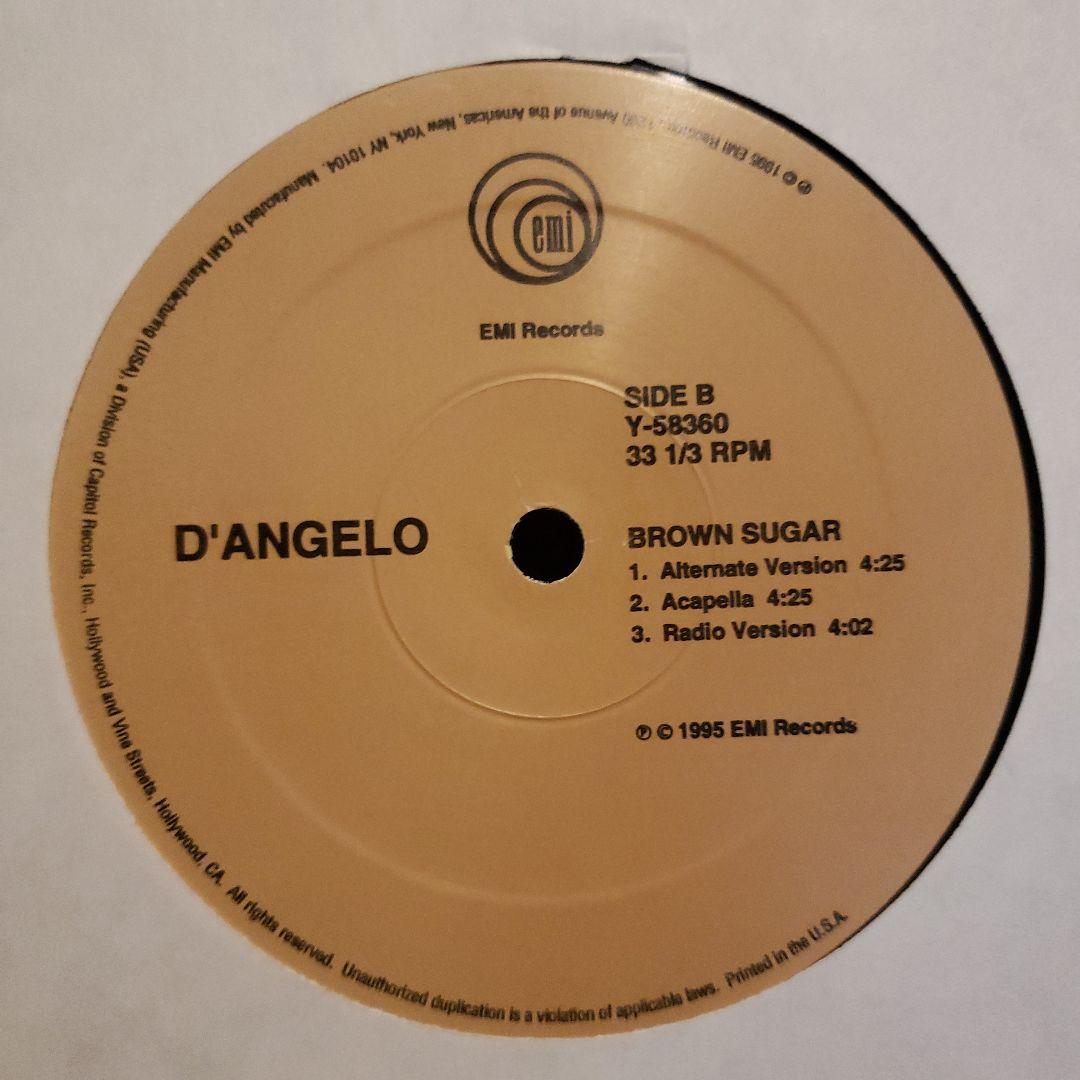 emi
EMI Records
SIDE B
Y-58360
33 1/3 RPM
D'ANGELO
BROWN SUGAR
1. Alternate Version 4:25
2. Acapella 4:25
3. Radio Version 4:02
℗ © 1995 EMI Records
℗ © 1995 EMI Records, Avenue of the Americas, New York, NY 10104. Manufactured by EMI Manufacturing (USA), a Division of Capitol Records, Inc., Hollywood and Vine Streets, Hollywood, CA. All rights reserved. Unauthorized duplication is a violation of applicable laws. Printed in the U.S.A.